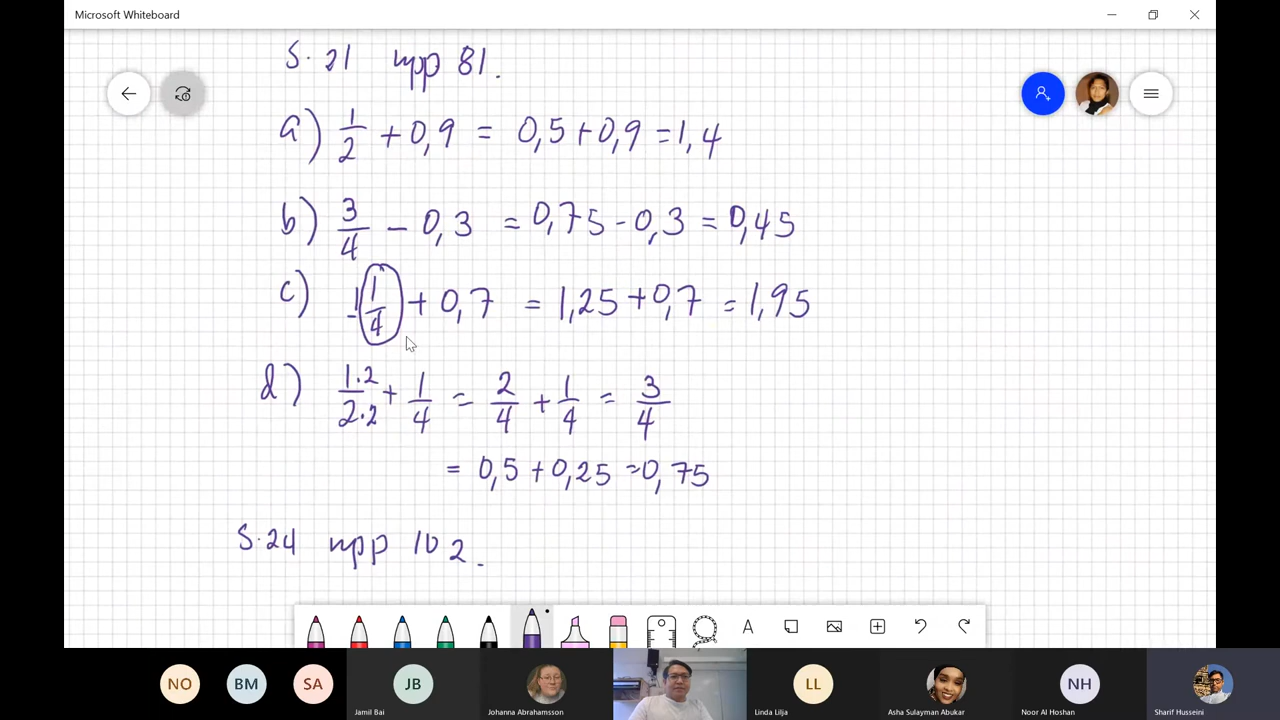 Microsoft Whiteboard
S. 21 upp 81.
a) 1/2 + 0,9 = 0,5 + 0,9 = 1,4
b) 3/4 - 0,3 = 0,75 - 0,3 = 0,45
c) 1 1/4 + 0,7 = 1,25 + 0,7 = 1,95
d) 1·2/2·2 + 1/4 = 2/4 + 1/4 = 3/4
= 0,5 + 0,25 = 0,75
S. 24 upp 102.
A
NO BM SA JB LL NH
Jamil Bai Johanna Abrahamsson Linda Lilja Asha Sulayman Abukar Noor Al Hoshan Sharif Husseini